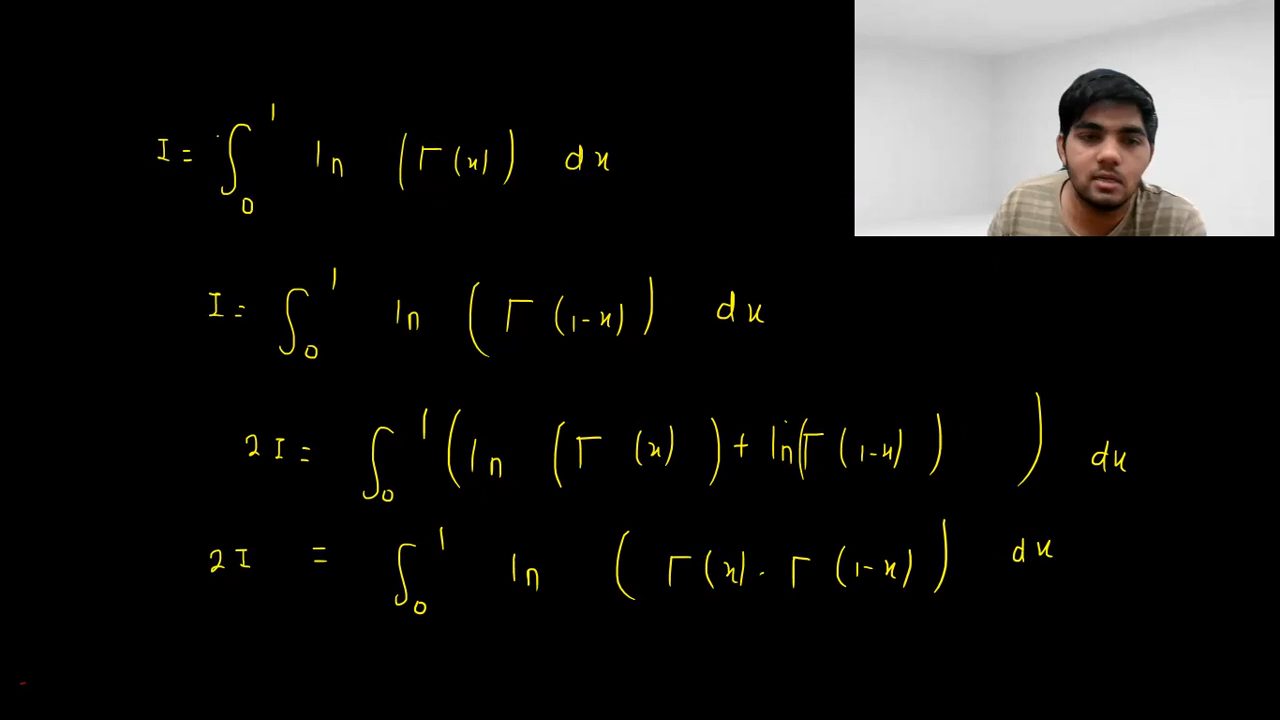 I = ∫₀¹ ln (Γ(x)) dx
I = ∫₀¹ ln (Γ(1-x)) dx
2I = ∫₀¹ (ln (Γ(x)) + ln(Γ(1-x)) ) dx
2I = ∫₀¹ ln (Γ(x) · Γ(1-x)) dx